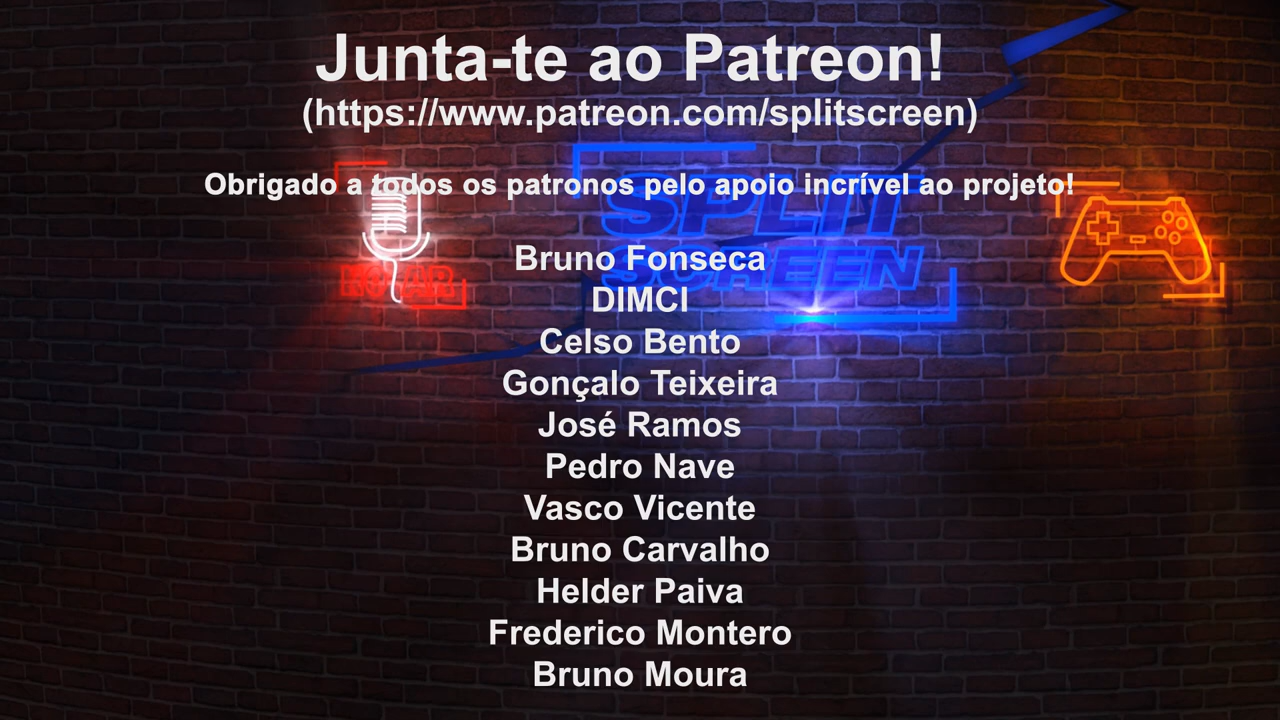 Junta-te ao Patreon!
(https://www.patreon.com/splitscreen)
Obrigado a todos os patronos pelo apoio incrível ao projeto!
SPLIT
SCREEN
Bruno Fonseca
DIMCI
Celso Bento
Gonçalo Teixeira
José Ramos
Pedro Nave
Vasco Vicente
Bruno Carvalho
Helder Paiva
Frederico Montero
Bruno Moura